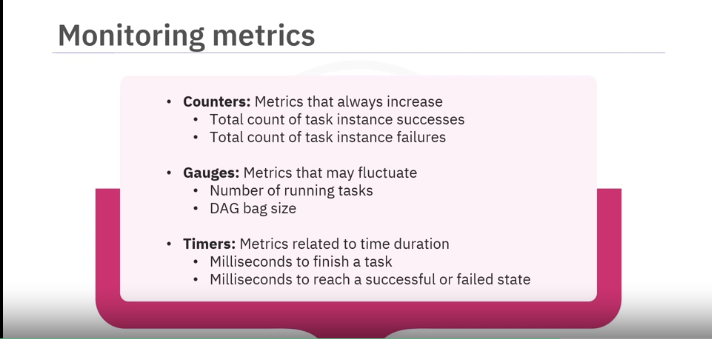 Monitoring metrics
• Counters: Metrics that always increase
• Total count of task instance successes
• Total count of task instance failures
• Gauges: Metrics that may fluctuate
• Number of running tasks
• DAG bag size
• Timers: Metrics related to time duration
• Milliseconds to finish a task
• Milliseconds to reach a successful or failed state